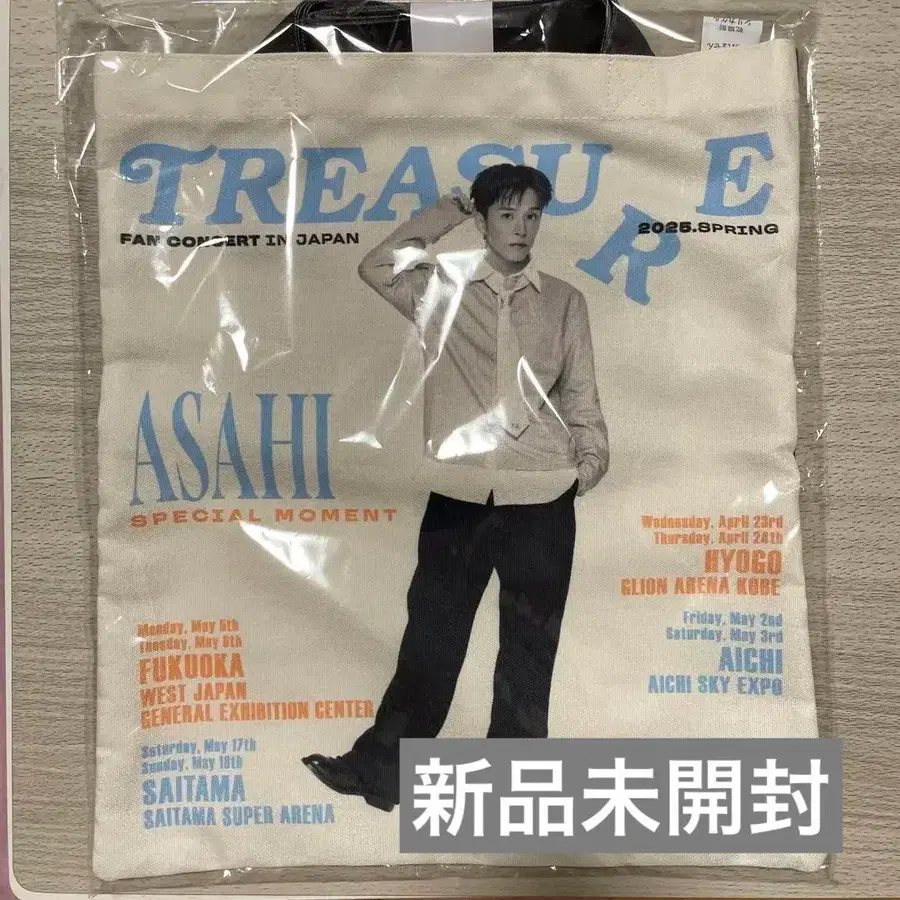 TREASURE
FAN CONCERT IN JAPAN
2025.SPRING
ASAHI
SPECIAL MOMENT
Wednesday, April 23rd
Thursday, April 24th
HYOGO
GLION ARENA KOBE
Friday, May 2nd
Saturday, May 3rd
AICHI
AICHI SKY EXPO
Monday, May 5th
Tuesday, May 6th
FUKUOKA
WEST JAPAN
GENERAL EXHIBITION CENTER
Saturday, May 17th
Sunday, May 18th
SAITAMA
SAITAMA SUPER ARENA
新品未開封